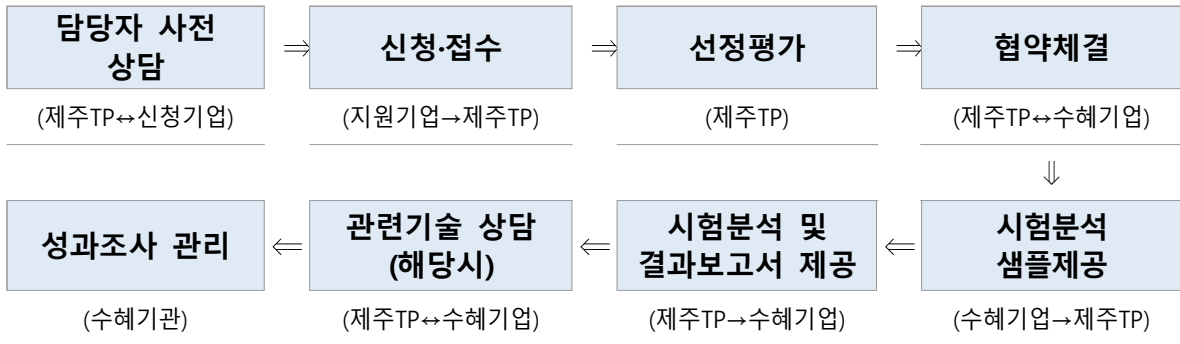 담당자 사전
상담
⇒
신청·접수
⇒
선정평가
⇒
협약체결
(제주TP↔신청기업)
(지원기업→제주TP)
(제주TP)
(제주TP↔수혜기업)
⇓
성과조사 관리
⇐
관련기술 상담
(해당시)
⇐
시험분석 및
결과보고서 제공
⇐
시험분석
샘플제공
(수혜기관)
(제주TP↔수혜기업)
(제주TP→수혜기업)
(수혜기업→제주TP)